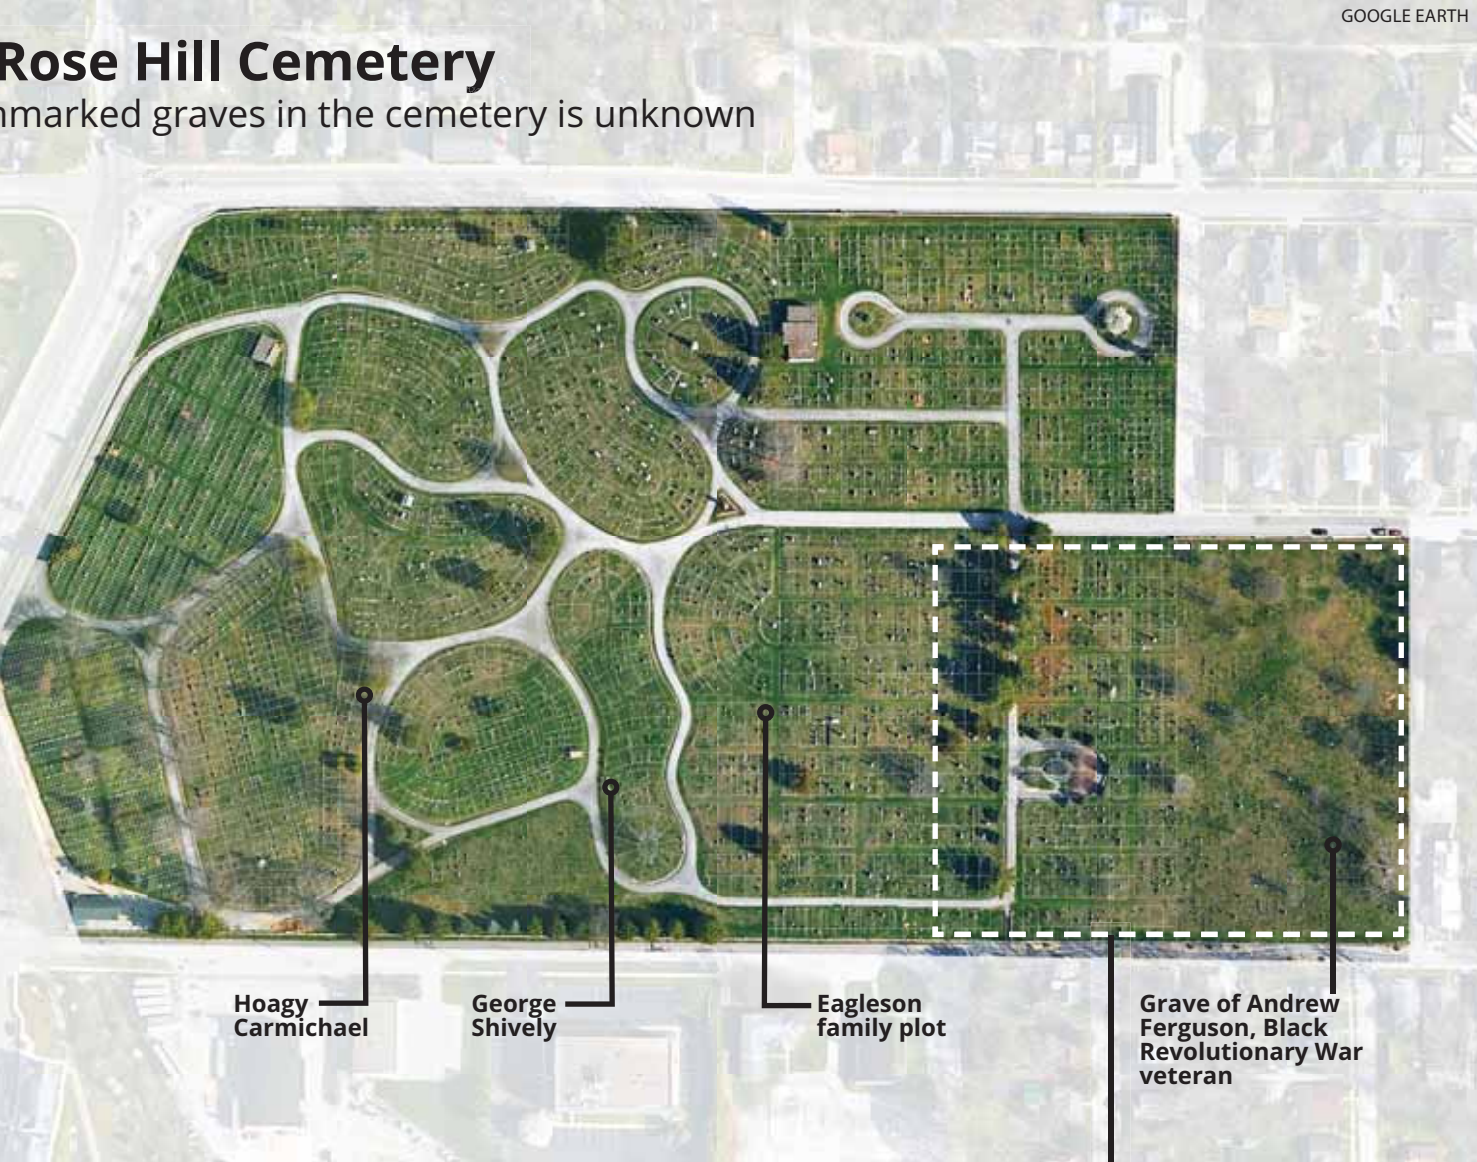 GOOGLE EARTH
Rose Hill Cemetery
nmarked graves in the cemetery is unknown
Hoagy
Carmichael
George
Shively
Eagleson
family plot
Grave of Andrew
Ferguson, Black
Revolutionary War
veteran